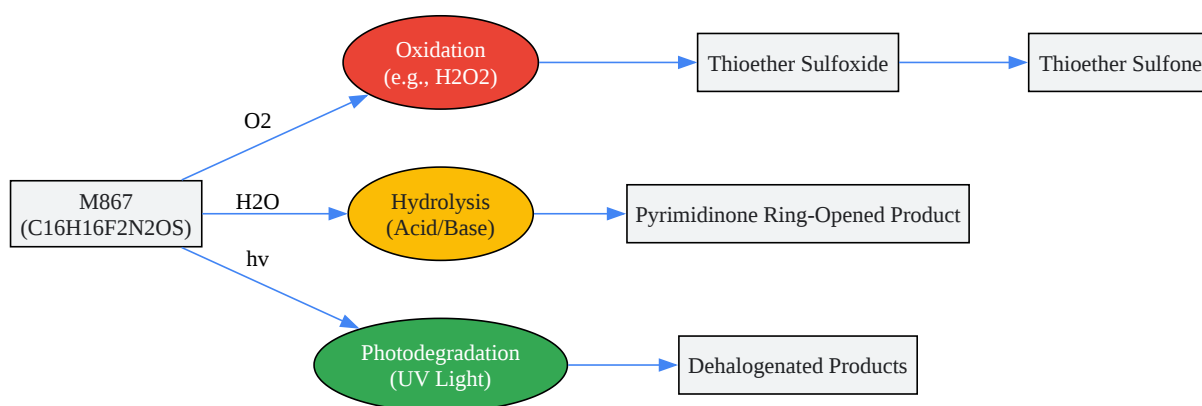 Oxidation
(e.g., H2O2)
Thioether Sulfoxide
Thioether Sulfone
O2
M867
(C16H16F2N2OS)
H2O
Hydrolysis
(Acid/Base)
Pyrimidinone Ring-Opened Product
hv
Photodegradation
(UV Light)
Dehalogenated Products